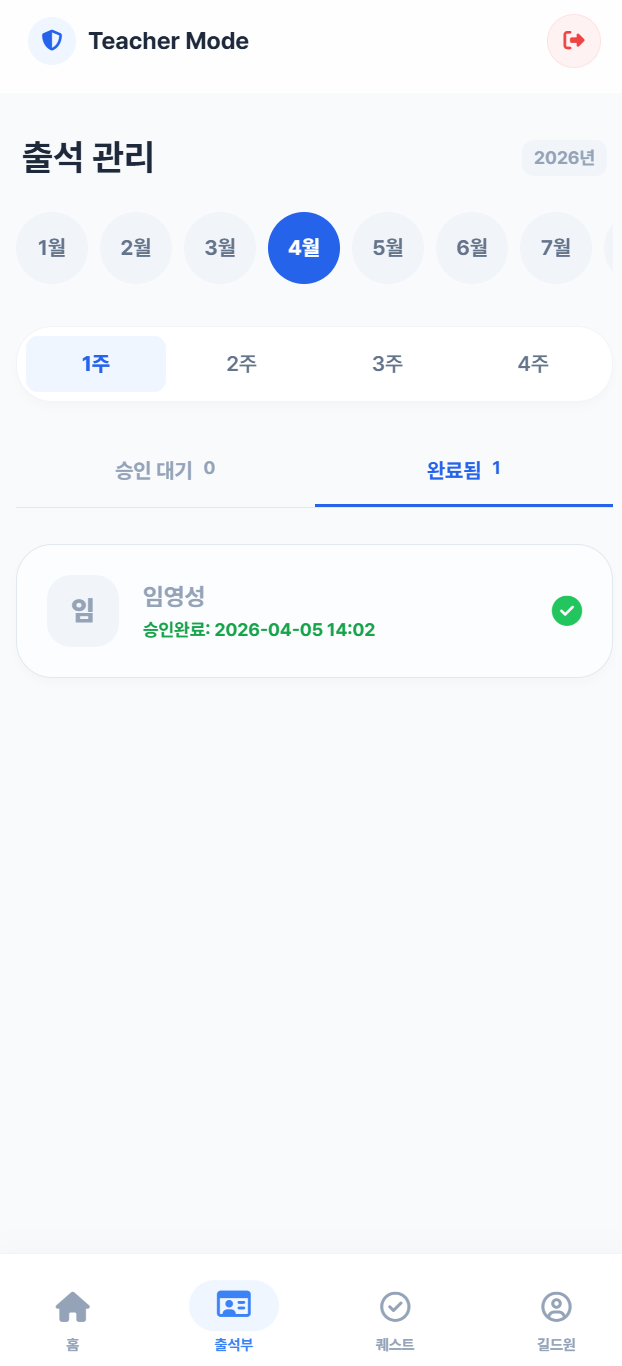 Teacher Mode
출석 관리
2026년
1월 2월 3월 4월 5월 6월 7월
1주 2주 3주 4주
승인 대기 0 완료됨 1
임
임영성
승인완료: 2026-04-05 14:02
홈 출석부 퀘스트 길드원